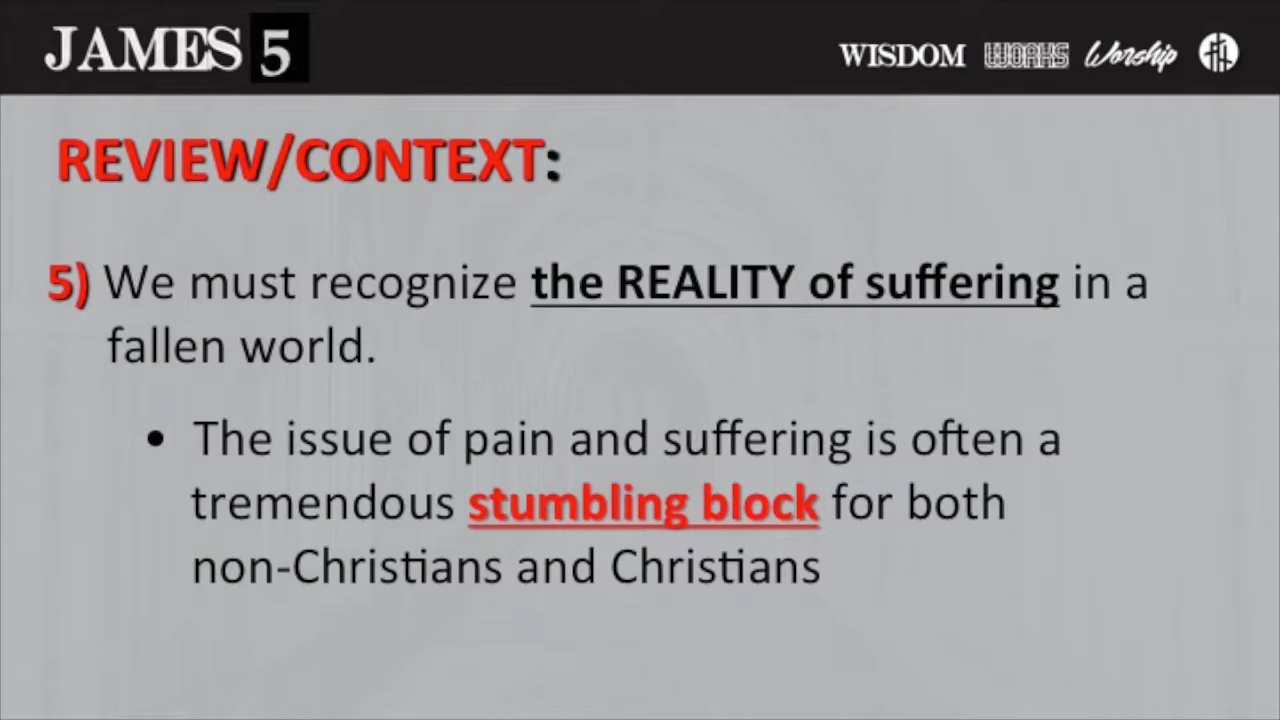 JAMES 5
WISDOM WORKS Worship
REVIEW/CONTEXT:
5) We must recognize the REALITY of suffering in a
fallen world.
• The issue of pain and suffering is often a
tremendous stumbling block for both
non-Christians and Christians